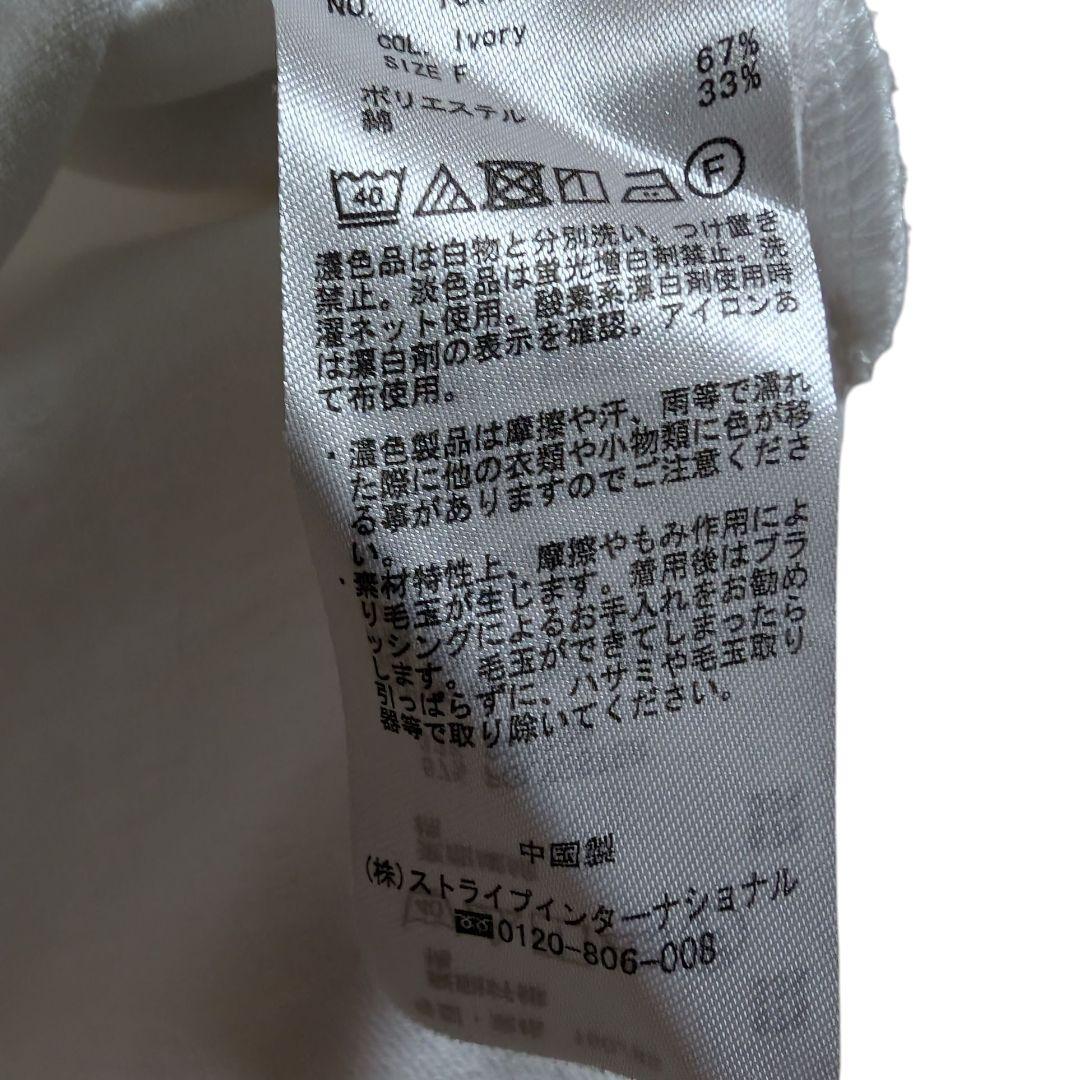 NO.
COL. Ivory
SIZE F
ポリエステル 67%
綿 33%
40 F
濃色品は白物と分別洗い。つけ置き
禁止。淡色品は蛍光増白剤禁止。洗
濯ネット使用。酸素系漂白剤使用時
は漂白剤の表示を確認。アイロンあ
て布使用。
・濃色製品は摩擦や汗、雨等で濡れ
た際に他の衣類や小物類に色が移
る事がありますのでご注意くださ
い。
・素材特性上、摩擦やもみ作用によ
り毛玉が生じます。着用後はブラ
ッシングによるお手入れをお勧め
します。毛玉ができてしまったら
引っぱらずに、ハサミや毛玉取り
器等で取り除いてください。
中国製
(株)ストライプインターナショナル
0120-806-008